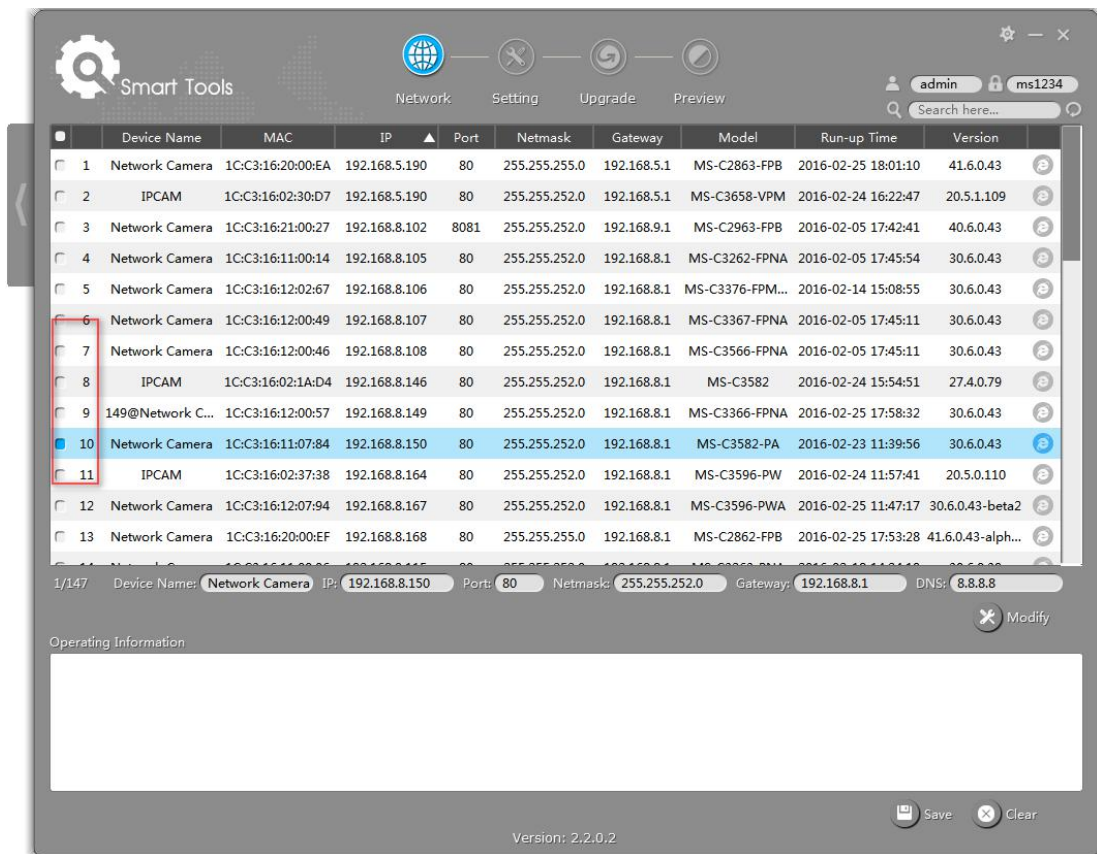 Smart Tools
Network Setting Upgrade Preview
admin ms1234
Search here...
Device Name MAC IP Port Netmask Gateway Model Run-up Time Version
1 Network Camera 1C:C3:16:20:00:EA 192.168.5.190 80 255.255.255.0 192.168.5.1 MS-C2863-FPB 2016-02-25 18:01:10 41.6.0.43
2 IPCAM 1C:C3:16:02:30:D7 192.168.5.190 80 255.255.255.0 192.168.5.1 MS-C3658-VPM 2016-02-24 16:22:47 20.5.1.109
3 Network Camera 1C:C3:16:21:00:27 192.168.8.102 8081 255.255.252.0 192.168.9.1 MS-C2963-FPB 2016-02-05 17:42:41 40.6.0.43
4 Network Camera 1C:C3:16:11:00:14 192.168.8.105 80 255.255.252.0 192.168.8.1 MS-C3262-FPNA 2016-02-05 17:45:54 30.6.0.43
5 Network Camera 1C:C3:16:12:02:67 192.168.8.106 80 255.255.252.0 192.168.8.1 MS-C3376-FPM... 2016-02-14 15:08:55 30.6.0.43
6 Network Camera 1C:C3:16:12:00:49 192.168.8.107 80 255.255.252.0 192.168.8.1 MS-C3367-FPNA 2016-02-05 17:45:11 30.6.0.43
7 Network Camera 1C:C3:16:12:00:46 192.168.8.108 80 255.255.252.0 192.168.8.1 MS-C3566-FPNA 2016-02-05 17:45:11 30.6.0.43
8 IPCAM 1C:C3:16:02:1A:D4 192.168.8.146 80 255.255.252.0 192.168.8.1 MS-C3582 2016-02-24 15:54:51 27.4.0.79
9 149@Network C... 1C:C3:16:12:00:57 192.168.8.149 80 255.255.252.0 192.168.8.1 MS-C3366-FPNA 2016-02-25 17:58:32 30.6.0.43
10 Network Camera 1C:C3:16:11:07:84 192.168.8.150 80 255.255.252.0 192.168.8.1 MS-C3582-PA 2016-02-23 11:39:56 30.6.0.43
11 IPCAM 1C:C3:16:02:37:38 192.168.8.164 80 255.255.252.0 192.168.8.1 MS-C3596-PW 2016-02-24 11:57:41 20.5.0.110
12 Network Camera 1C:C3:16:12:07:94 192.168.8.167 80 255.255.252.0 192.168.8.1 MS-C3596-PWA 2016-02-25 11:47:17 30.6.0.43-beta2
13 Network Camera 1C:C3:16:20:00:EF 192.168.8.168 80 255.255.252.0 192.168.8.1 MS-C2862-FPB 2016-02-25 17:53:28 41.6.0.43-alph...
1/147 Device Name: Network Camera IP: 192.168.8.150 Port: 80 Netmask: 255.255.252.0 Gateway: 192.168.8.1 DNS: 8.8.8.8
Modify
Operating Information
Save Clear
Version: 2.2.0.2